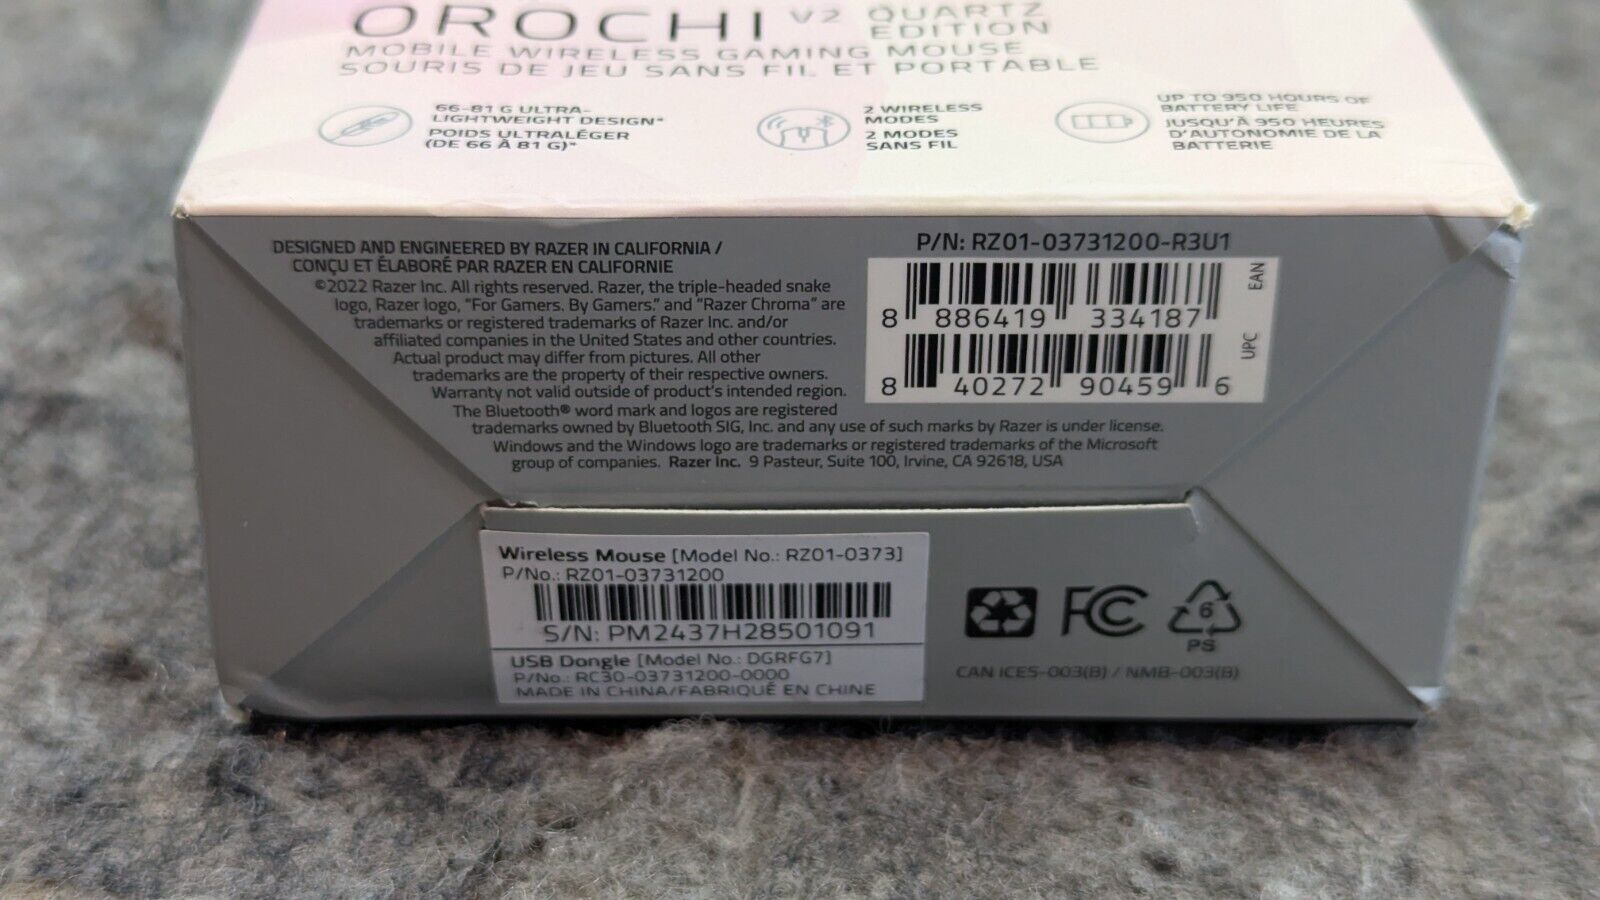 OROCHI V2 QUARTZ EDITION
MOBILE WIRELESS GAMING MOUSE
SOURIS DE JEU SANS FIL ET PORTABLE
66-81 G ULTRA-
LIGHTWEIGHT DESIGN*
POIDS ULTRALÉGER
(DE 66 À 81 G)*
2 WIRELESS
MODES
2 MODES
SANS FIL
UP TO 950 HOURS OF
BATTERY LIFE
JUSQU'À 950 HEURES
D'AUTONOMIE DE LA
BATTERIE
DESIGNED AND ENGINEERED BY RAZER IN CALIFORNIA /
CONÇU ET ÉLABORÉ PAR RAZER EN CALIFORNIE
©2022 Razer Inc. All rights reserved. Razer, the triple-headed snake
logo, Razer logo, "For Gamers. By Gamers." and "Razer Chroma" are
trademarks or registered trademarks of Razer Inc. and/or
affiliated companies in the United States and other countries.
Actual product may differ from pictures. All other
trademarks are the property of their respective owners.
Warranty not valid outside of product's intended region.
The Bluetooth® word mark and logos are registered
trademarks owned by Bluetooth SIG, Inc. and any use of such marks by Razer is under license.
Windows and the Windows logo are trademarks or registered trademarks of the Microsoft
group of companies. Razer Inc. 9 Pasteur, Suite 100, Irvine, CA 92618, USA
P/N: RZ01-03731200-R3U1
8 886419 334187
EAN
8 40272 90459 6
UPC
Wireless Mouse [Model No.: RZ01-0373]
P/No.: RZ01-03731200
S/N: PM2437H28501091
USB Dongle [Model No.: DGRFG7]
P/No.: RC30-03731200-0000
MADE IN CHINA/FABRIQUÉ EN CHINE
FC
6
PS
CAN ICES-003(B) / NMB-003(B)